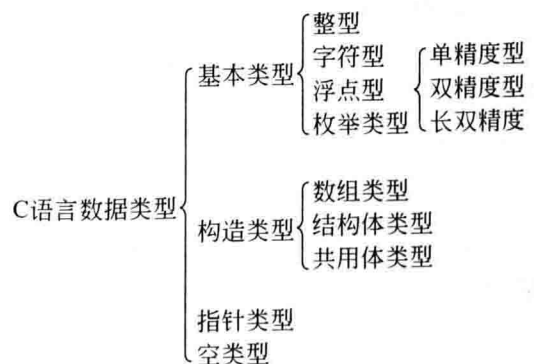 C语言数据类型
基本类型
整型
字符型
浮点型
单精度型
双精度型
长双精度
枚举类型
构造类型
数组类型
结构体类型
共用体类型
指针类型
空类型